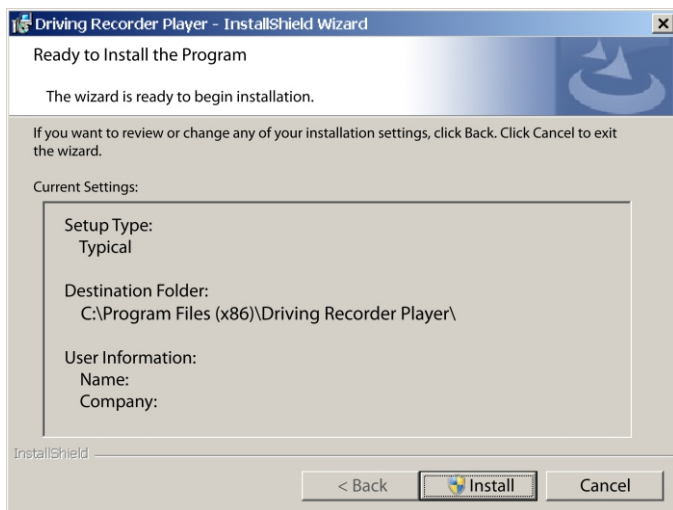 Driving Recorder Player - InstallShield Wizard
Ready to Install the Program
The wizard is ready to begin installation.
If you want to review or change any of your installation settings, click Back. Click Cancel to exit
the wizard.
Current Settings:
Setup Type:
Typical
Destination Folder:
C:\Program Files (x86)\Driving Recorder Player\
User Information:
Name:
Company:
InstallShield
< Back Install Cancel